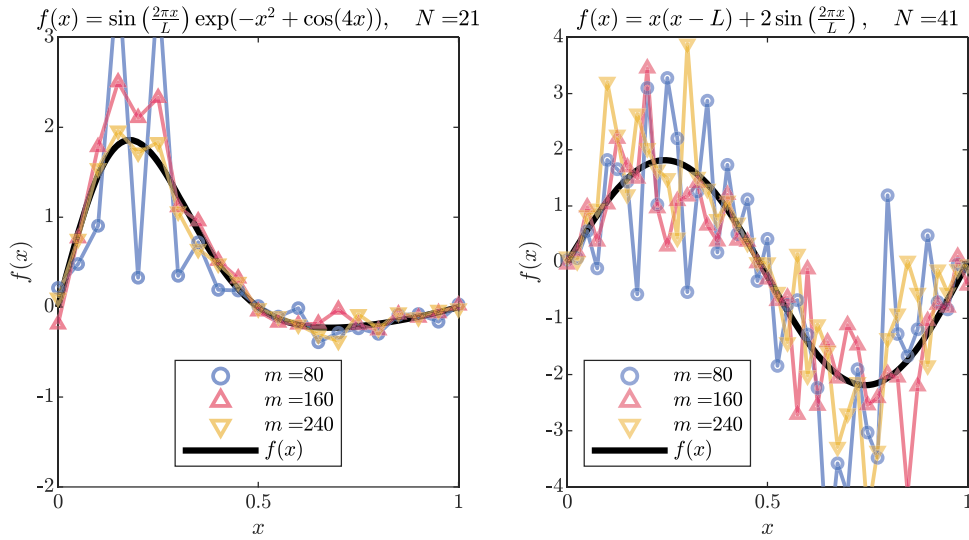 f(x) = sin (2πx/L) exp(−x² + cos(4x)), N =21
f(x)
3
2
1
0
-1
-2
0
0.5
1
x
m =80
m =160
m =240
f(x)
f(x) = x(x − L) + 2 sin (2πx/L), N =41
f(x)
4
3
2
1
0
-1
-2
-3
-4
0
0.5
1
x
m =80
m =160
m =240
f(x)